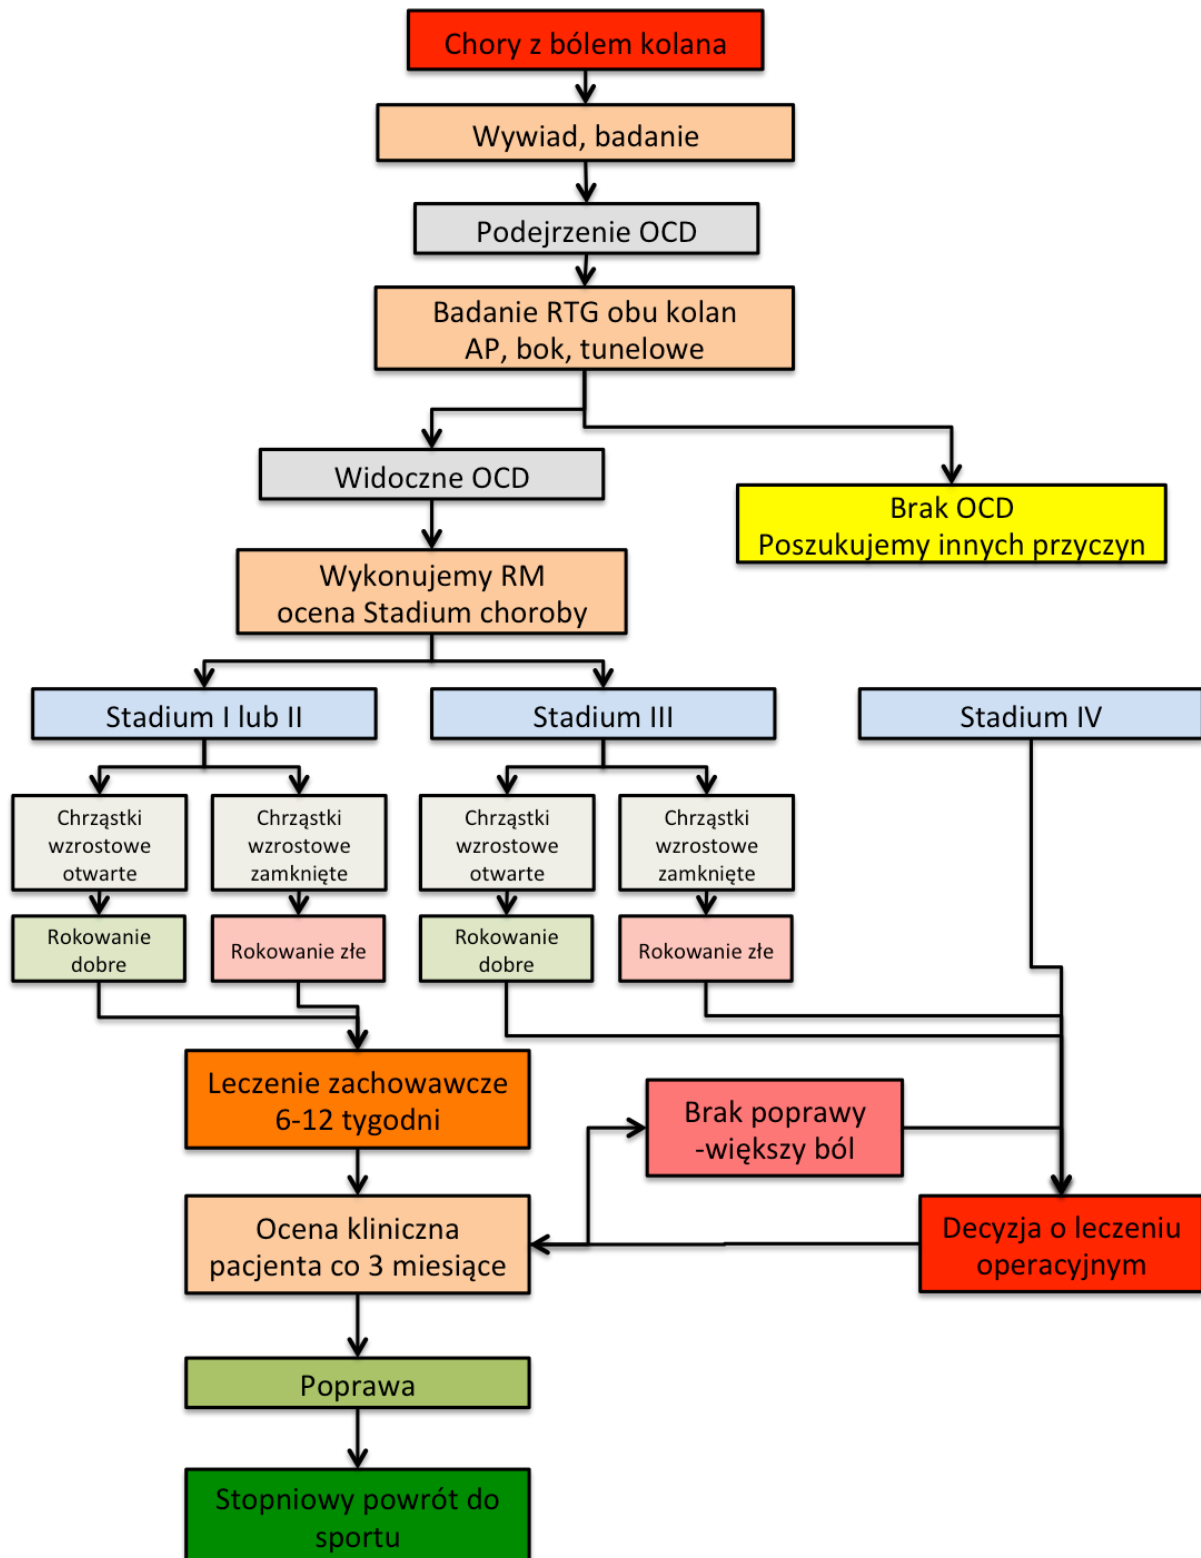 Chory z bólem kolana
Wywiad, badanie
Podejrzenie OCD
Badanie RTG obu kolan
AP, bok, tunelowe
Widoczne OCD
Brak OCD
Poszukujemy innych przyczyn
Wykonujemy RM
ocena Stadium choroby
Stadium I lub II
Stadium III
Stadium IV
Chrząstki
wzrostowe
otwarte
Chrząstki
wzrostowe
zamknięte
Chrząstki
wzrostowe
otwarte
Chrząstki
wzrostowe
zamknięte
Rokowanie
dobre
Rokowanie złe
Rokowanie
dobre
Rokowanie złe
Leczenie zachowawcze
6-12 tygodni
Brak poprawy
-większy ból
Ocena kliniczna
pacjenta co 3 miesiące
Decyzja o leczeniu
operacyjnym
Poprawa
Stopniowy powrót do
sportu